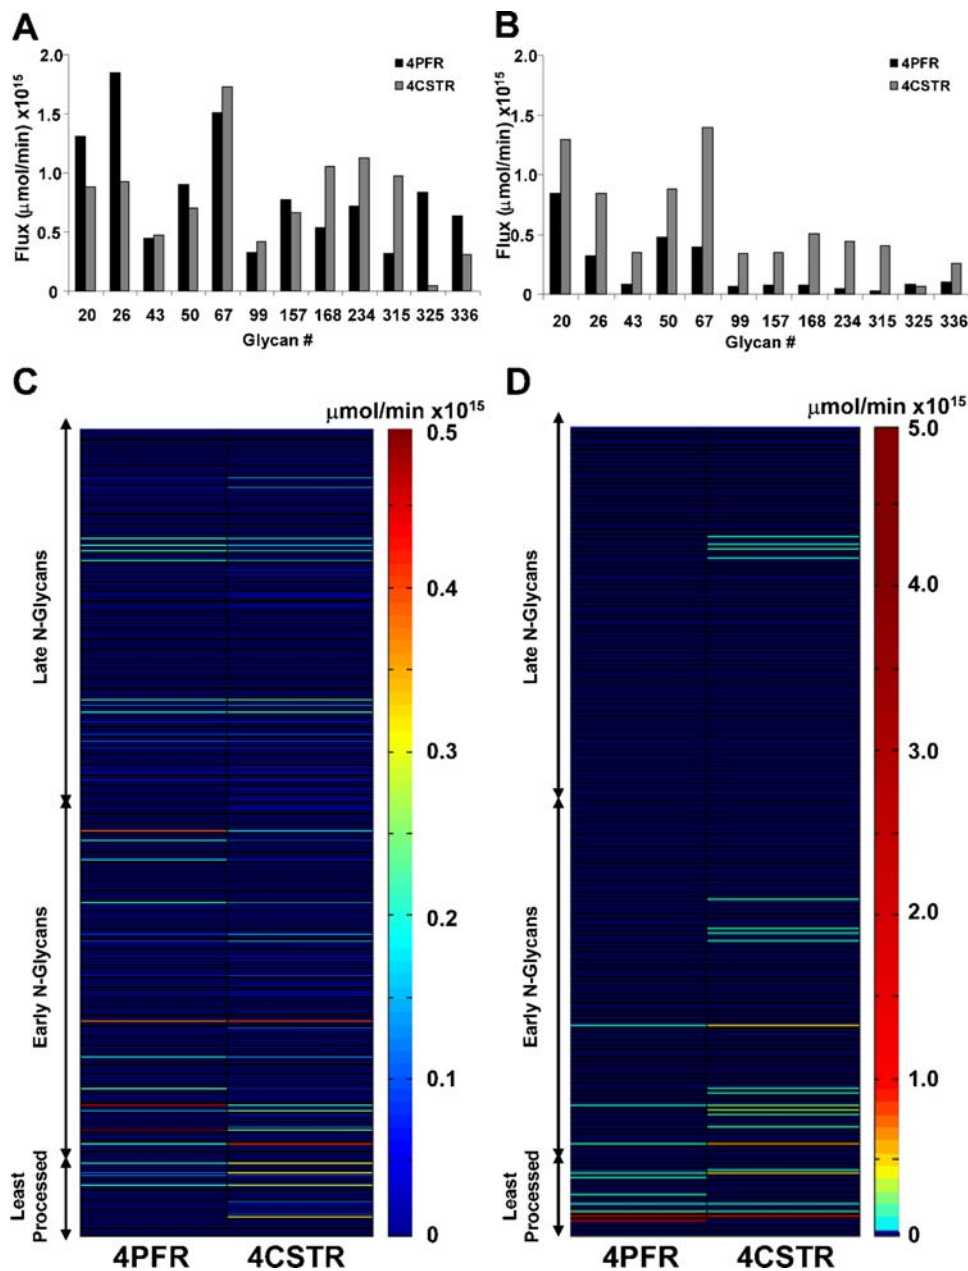 A
2.0
1.5
1.0
0.5
0
Flux (μmol/min) x10¹⁵
4PFR
4CSTR
20 26 43 50 67 99 157 168 234 315 325 336
Glycan #
B
2.0
1.5
1.0
0.5
0
Flux (μmol/min) x10¹⁵
4PFR
4CSTR
20 26 43 50 67 99 157 168 234 315 325 336
Glycan #
C
μmol/min x10¹⁵
0.5
0.4
0.3
0.2
0.1
0
Late N-Glycans
Early N-Glycans
Least
Processed
4PFR 4CSTR
D
μmol/min x10¹⁵
5.0
4.0
3.0
2.0
1.0
0
Late N-Glycans
Early N-Glycans
Least
Processed
4PFR 4CSTR